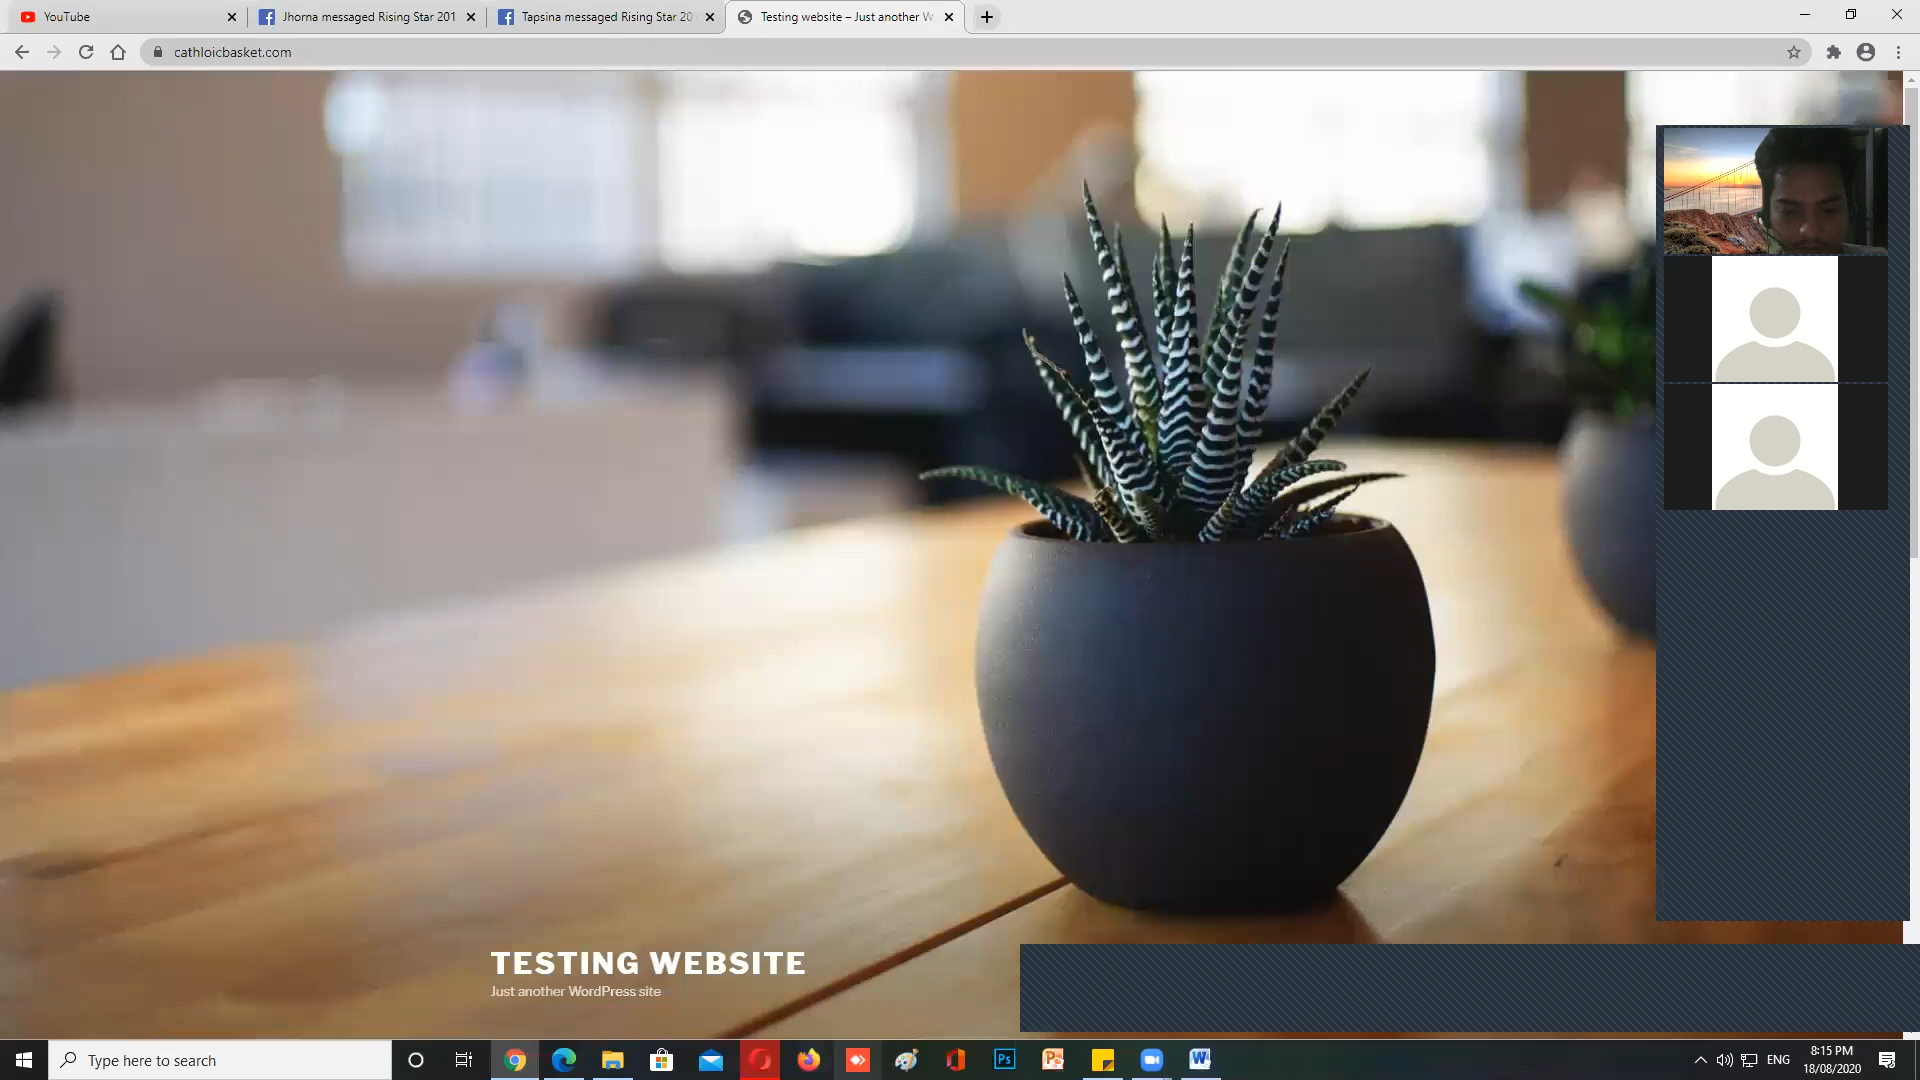 YouTube
Jhorna messaged Rising Star 201
Tapsina messaged Rising Star 20
Testing website – Just another W
cathloicbasket.com
TESTING WEBSITE
Just another WordPress site
Type here to search
Ps
ENG
8:15 PM
18/08/2020